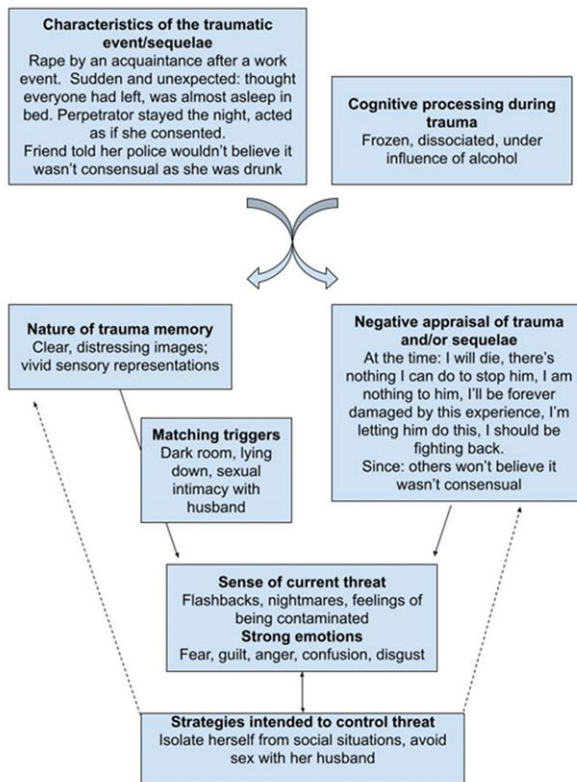 Characteristics of the traumatic
event/sequelae
Rape by an acquaintance after a work
event.  Sudden and unexpected: thought
everyone had left, was almost asleep in
bed. Perpetrator stayed the night, acted
as if she consented.
Friend told her police wouldn't believe it
wasn't consensual as she was drunk
Cognitive processing during
trauma
Frozen, dissociated, under
influence of alcohol
Nature of trauma memory
Clear, distressing images;
vivid sensory representations
Negative appraisal of trauma
and/or sequelae
At the time: I will die, there's
nothing I can do to stop him, I am
nothing to him, I'll be forever
damaged by this experience, I'm
letting him do this, I should be
fighting back.
Since: others won't believe it
wasn't consensual
Matching triggers
Dark room, lying
down, sexual
intimacy with
husband
Sense of current threat
Flashbacks, nightmares, feelings of
being contaminated
Strong emotions
Fear, guilt, anger, confusion, disgust
Strategies intended to control threat
Isolate herself from social situations, avoid
sex with her husband